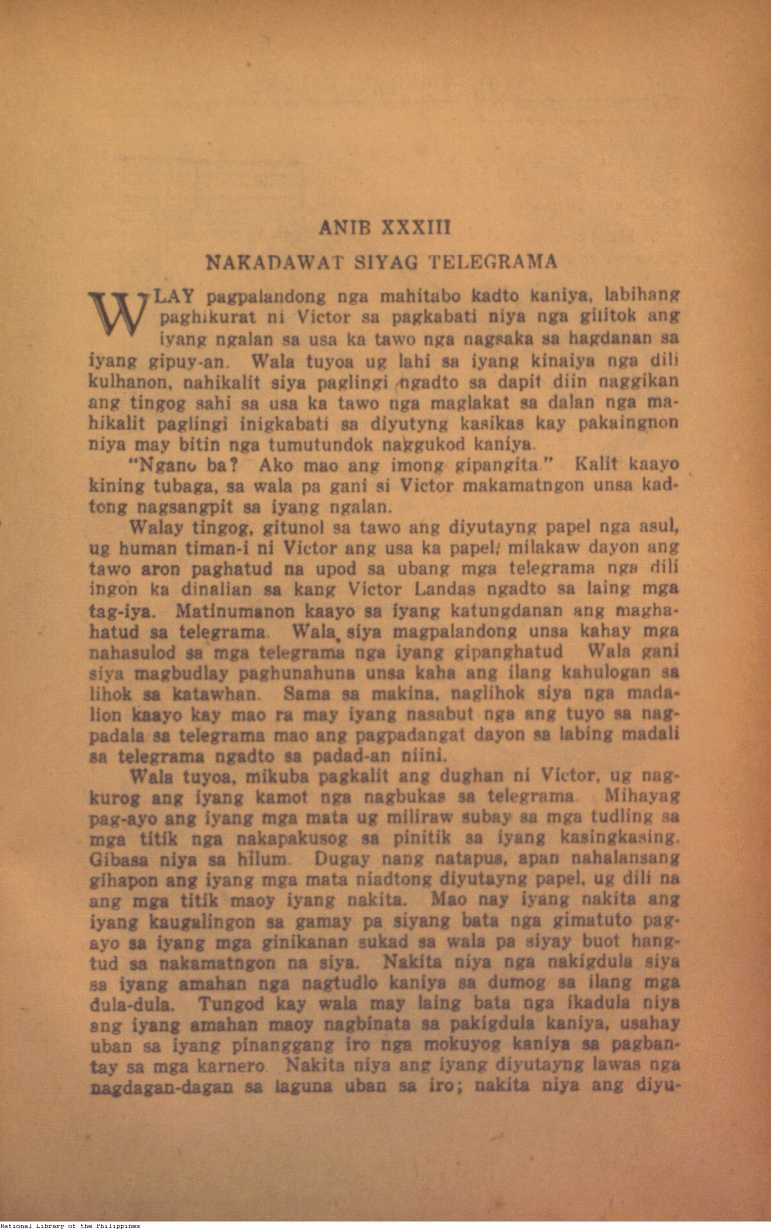 ANIB XXXIII
NAKADAWAT SIYAG TELEGRAMA
WLAY pagpalandong nga mahitabo kadto kaniya, labihang
paghikurat ni Victor sa pagkabati niya nga gilitok ang
iyang ngalan sa usa ka tawo nga nagsaka sa hagdanan sa
iyang gipuy-an. Wala tuyoa ug lahi sa iyang kinaiya nga dili
kulhanon, nahikalit siya paglingi ngadto sa dapit diin naggikan
ang tingog sahi sa usa ka tawo nga maglakat sa dalan nga ma-
hikalit paglingi inigkabati sa diyutyng kasikas kay pakaingnon
niya may bitin nga tumutundok naggukod kaniya.
"Ngano ba? Ako mao ang imong gipangita." Kalit kaayo
kining tubaga, sa wala pa gani si Victor makamatngon unsa kad-
tong nagsangpit sa iyang ngalan.
Walay tingog, gitunol sa tawo ang diyutayng papel nga asul,
ug human timan-i ni Victor ang usa ka papel, milakaw dayon ang
tawo aron paghatud na upod sa ubang mga telegrama nga dili
ingon ka dinalian sa kang Victor Landas ngadto sa laing mga
tag-iya. Matinumanon kaayo sa iyang katungdanan ang magha-
hatud sa telegrama. Wala siya magpalandong unsa kahay mga
nahasulod sa mga telegrama nga iyang gipanghatud Wala gani
siya magbudlay paghunahuna unsa kaha ang ilang kahulogan sa
lihok sa katawhan. Sama sa makina, naglihok siya nga mada-
lion kaayo kay mao ra may iyang nasabut nga ang tuyo sa nag-
padala sa telegrama mao ang pagpadangat dayon sa labing madali
sa telegrama ngadto sa padad-an niini.
Wala tuyoa, mikuba pagkalit ang dughan ni Victor, ug nag-
kurog ang iyang kamot nga nagbukas sa telegrama. Mihayag
pag-ayo ang iyang mga mata ug miliraw subay sa mga tudling sa
mga titik nga nakapakusog sa pinitik sa iyang kasingkasing.
Gibasa niya sa hilum. Dugay nang natapus, apan nahalansang
gihapon ang iyang mga mata niadtong diyutayng papel, ug dili na
ang mga titik maoy iyang nakita. Mao nay iyang nakita ang
iyang kaugalingon sa gamay pa siyang bata nga gimatuto pag-
ayo sa iyang mga ginikanan sukad sa wala pa siyay buot hang-
tud sa nakamatngon na siya. Nakita niya nga nakigdula siya
sa iyang amahan nga nagtudlo kaniya sa dumog sa ilang mga
dula-dula. Tungod kay wala may laing bata nga ikadula niya
ang iyang amahan maoy nagbinata sa pakigdula kaniya, usahay
uban sa iyang pinanggang iro nga mokuyog kaniya sa pagban-
tay sa mga karnero. Nakita niya ang iyang diyutayng lawas nga
nagdagan-dagan sa laguna uban sa iro; nakita niya ang diyu-
National Library of the Philippines